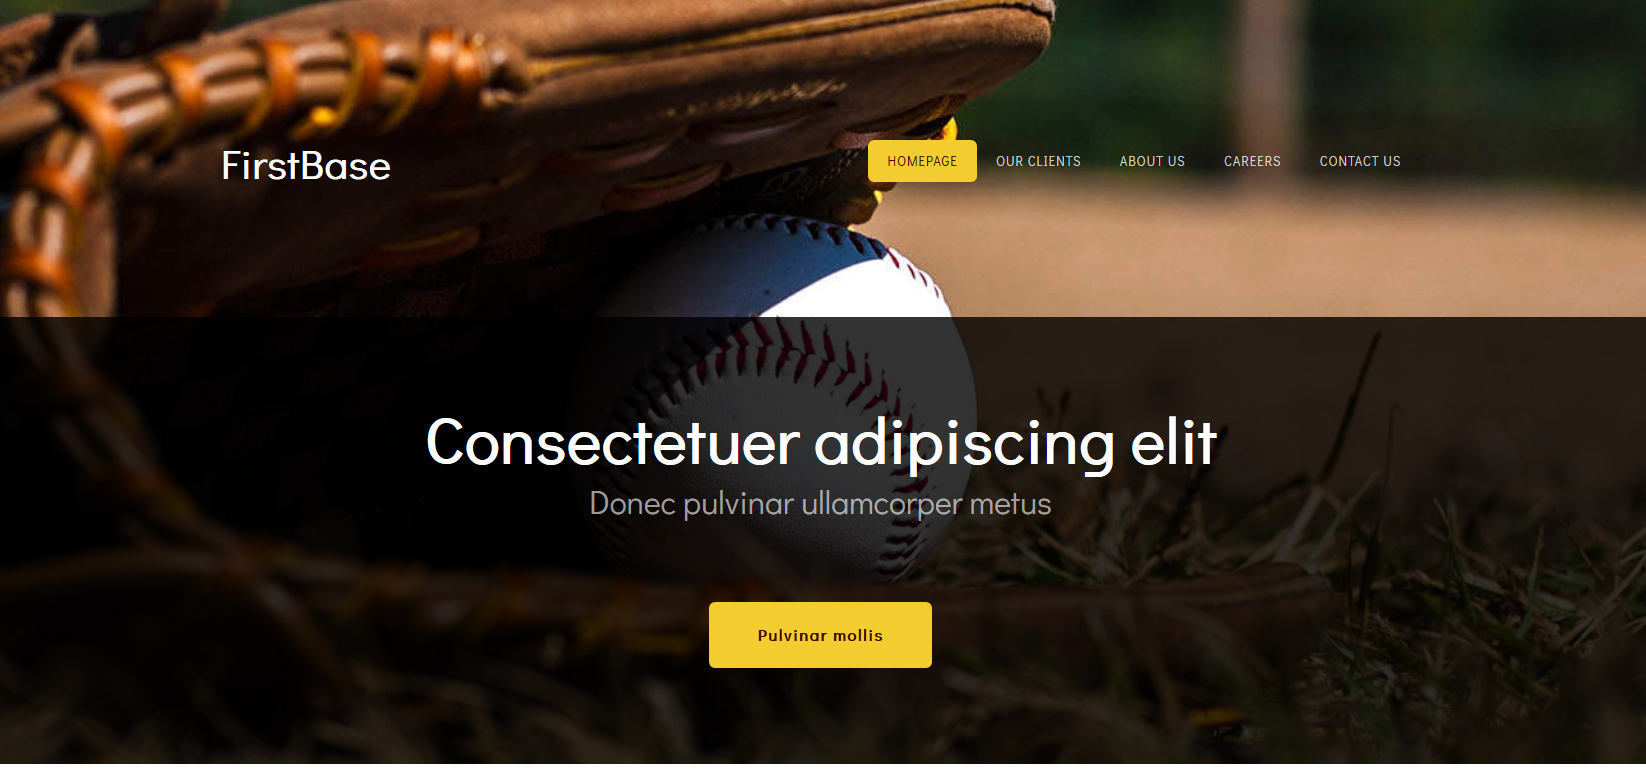 FirstBase
HOMEPAGE OUR CLIENTS ABOUT US CAREERS CONTACT US
Consectetuer adipiscing elit
Donec pulvinar ullamcorper metus
Pulvinar mollis